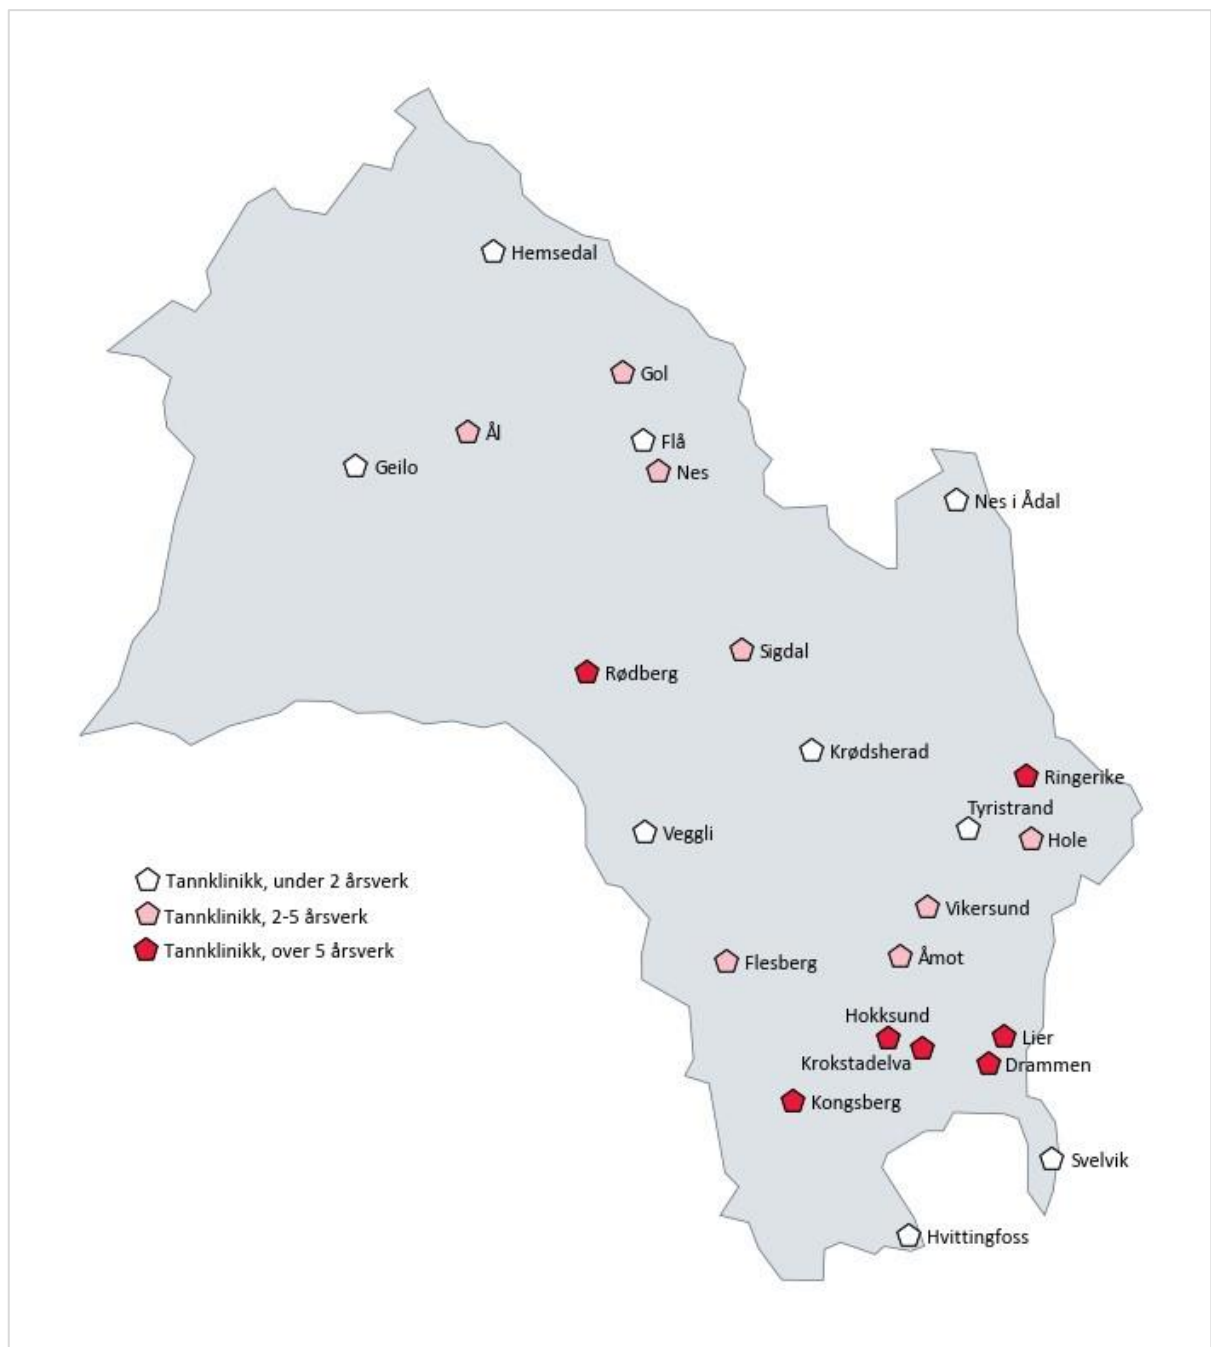 Hemsedal
Gol
Ål
Flå
Geilo
Nes
Nes i Ådal
Sigdal
Rødberg
Krødsherad
Ringerike
Tyristrand
Veggli
Hole
Tannklinikk, under 2 årsverk
Vikersund
Tannklinikk, 2-5 årsverk
Tannklinikk, over 5 årsverk
Åmot
Flesberg
Hokksund
Lier
Krokstadelva
Drammen
Kongsberg
Svelvik
Hvittingfoss